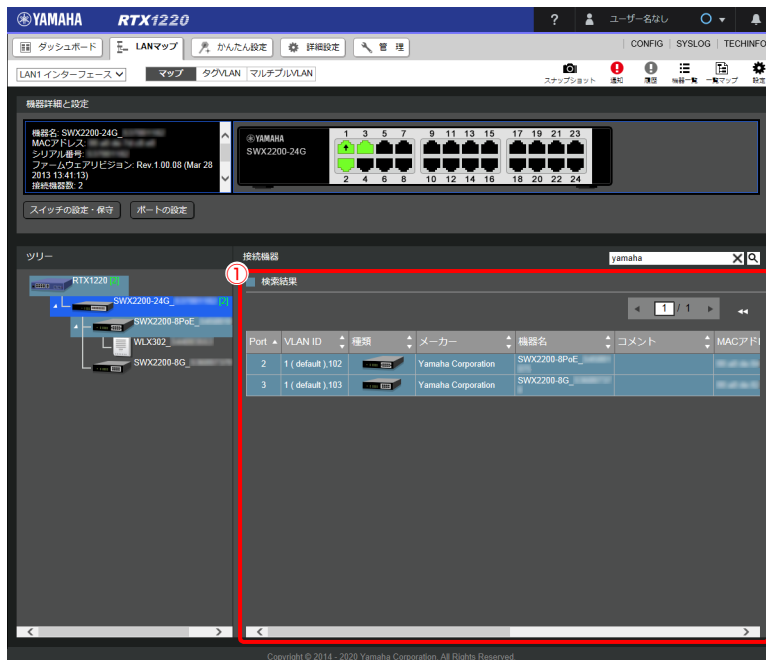 YAMAHA RTX1220 ? ユーザー名なし
ダッシュボード LANマップ かんたん設定 詳細設定 管 理 | CONFIG | SYSLOG | TECHINFO
LAN1 インターフェース マップ タグVLAN マルチプルVLAN スナップショット 通知 履歴 機器一覧 一覧マップ 設定
機器詳細と設定
機器名: SWX2200-24G_
MACアドレス:
シリアル番号:
ファームウェアリビジョン: Rev.1.00.08 (Mar 28
2013 13:41:13)
接続機器数: 2
YAMAHA
SWX2200-24G
1 3 5 7 9 11 13 15 17 19 21 23
2 4 6 8 10 12 14 16 18 20 22 24
スイッチの設定・保守 ポートの設定
ツリー
RTX1220 [2]
SWX2200-24G_ [2]
SWX2200-8PoE_
WLX302_
SWX2200-8G_
接続機器 yamaha
①
検索結果
1 / 1
Port VLAN ID 種類 メーカー 機器名 コメント MACアドI
2 1 ( default ),102 Yamaha Corporation SWX2200-8PoE_
3 1 ( default ),103 Yamaha Corporation SWX2200-8G_
Copyright © 2014 - 2020 Yamaha Corporation. All Rights Reserved.